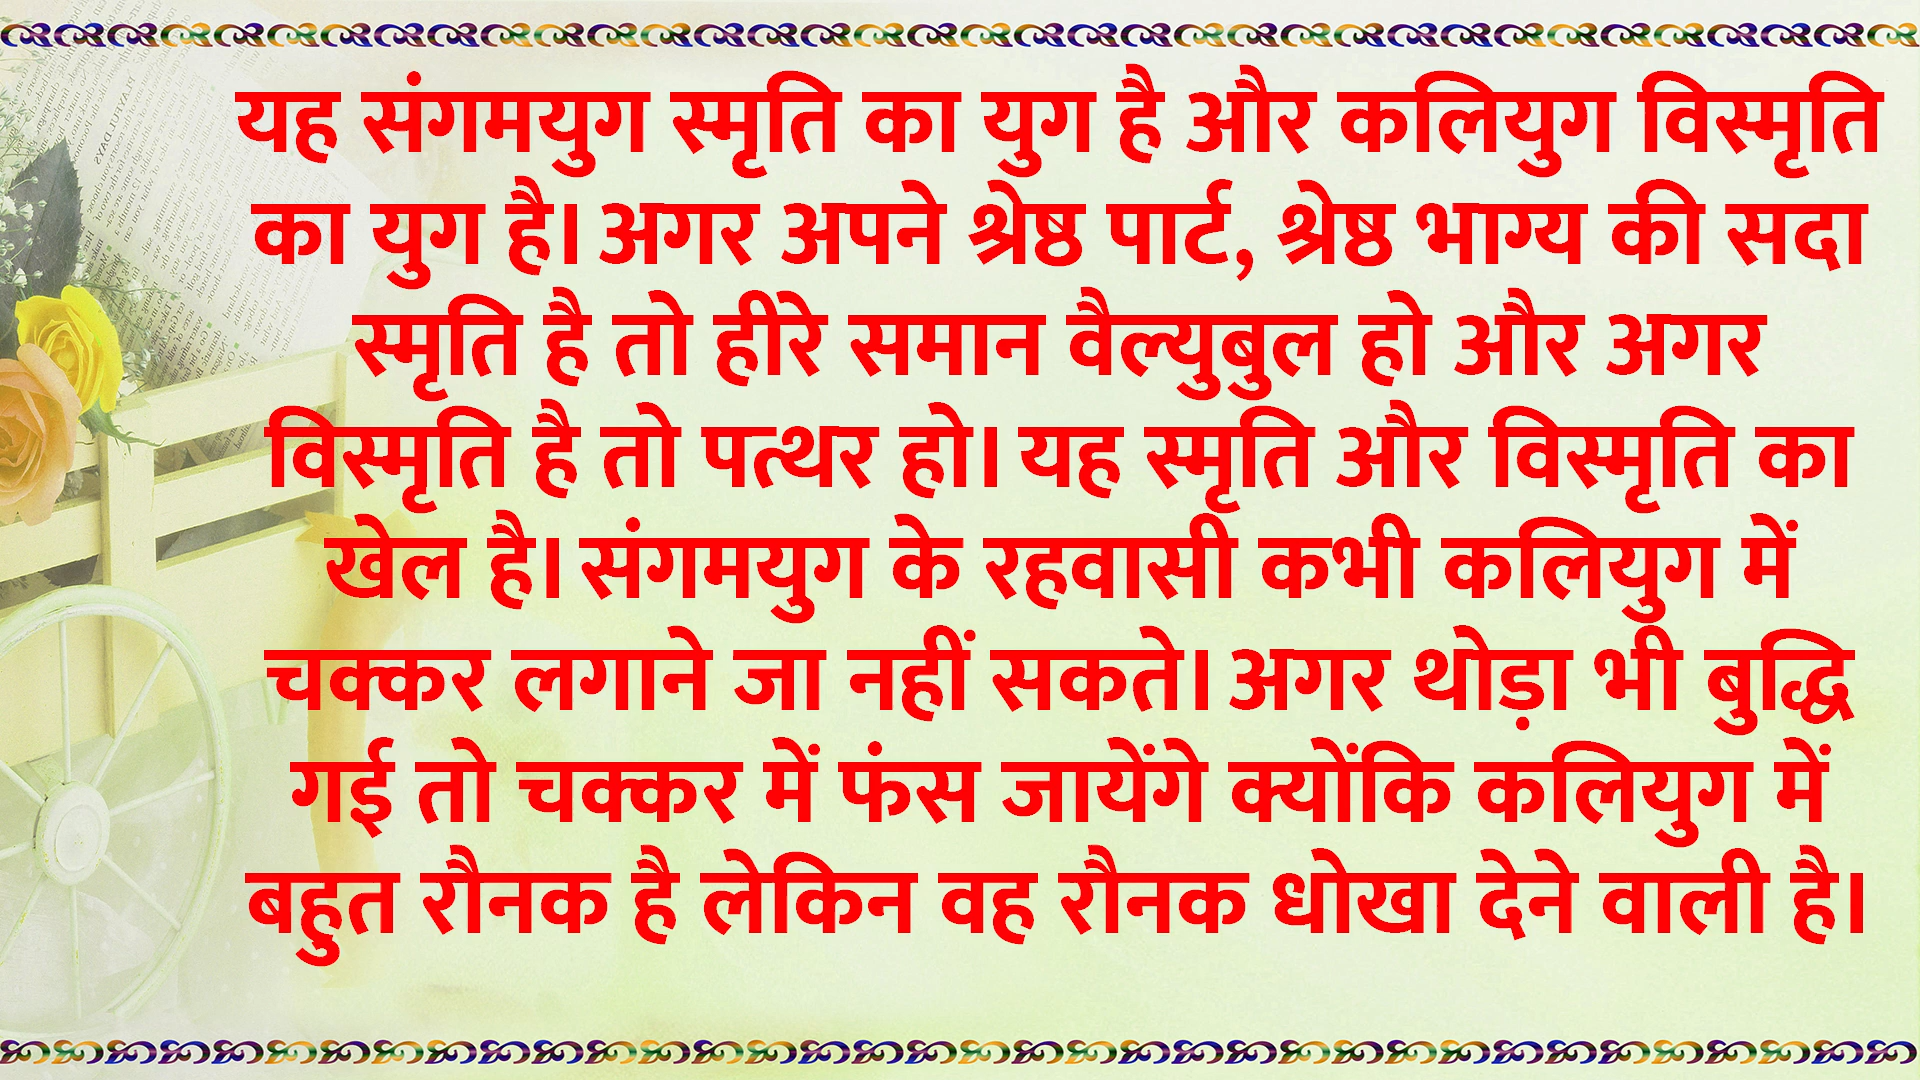 यह संगमयुग स्मृति का युग है और कलियुग विस्मृति
का युग है। अगर अपने श्रेष्ठ पार्ट, श्रेष्ठ भाग्य की सदा
स्मृति है तो हीरे समान वैल्युबुल हो और अगर
विस्मृति है तो पत्थर हो। यह स्मृति और विस्मृति का
खेल है। संगमयुग के रहवासी कभी कलियुग में
चक्कर लगाने जा नहीं सकते। अगर थोड़ा भी बुद्धि
गई तो चक्कर में फंस जायेंगे क्योंकि कलियुग में
बहुत रौनक है लेकिन वह रौनक धोखा देने वाली है।